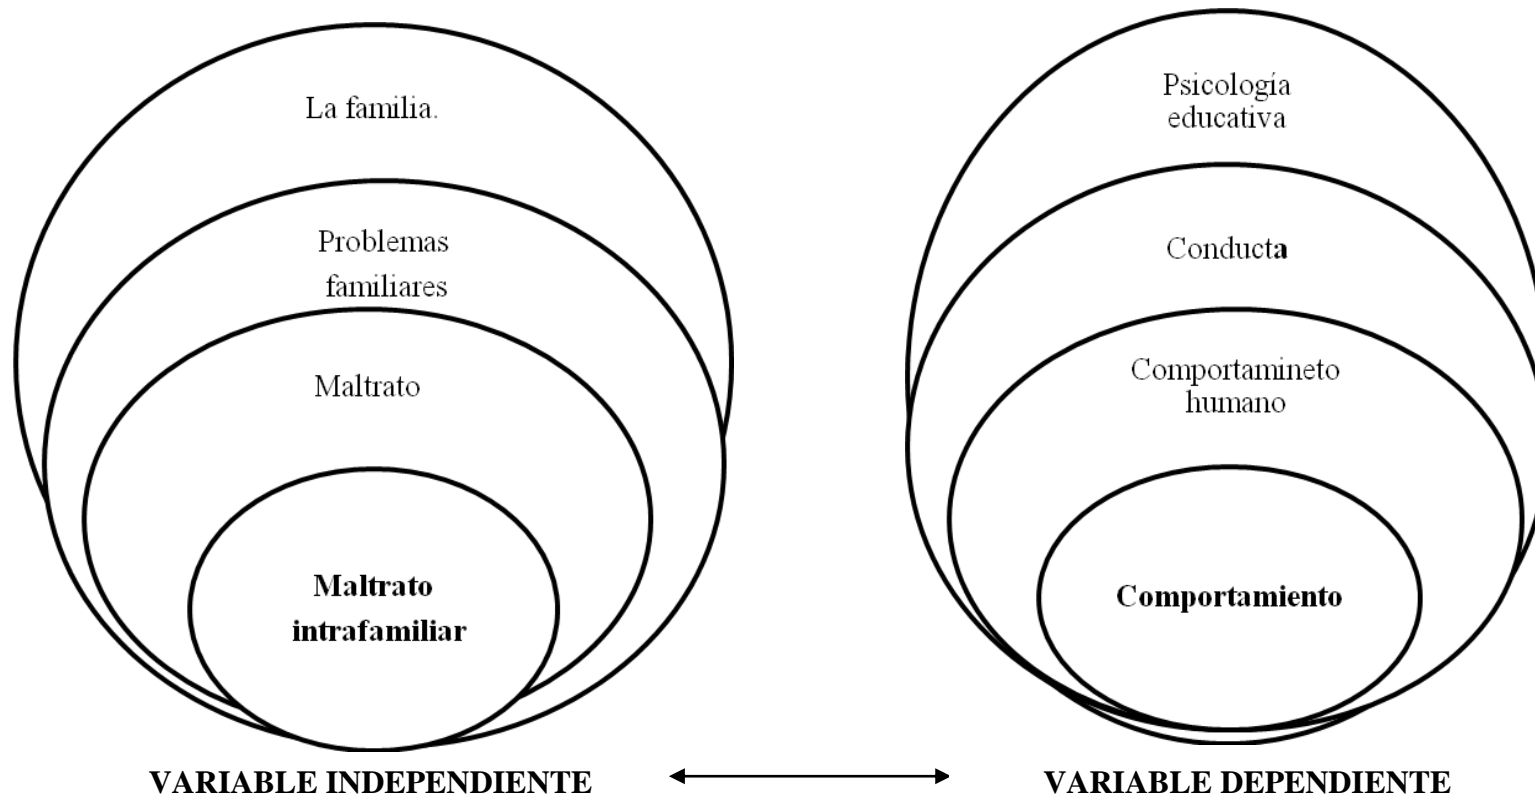 La familia.
Problemas
familiares
Maltrato
Maltrato
intrafamiliar
VARIABLE INDEPENDIENTE
Psicología
educativa
Conducta
Comportamineto
humano
Comportamiento
VARIABLE DEPENDIENTE